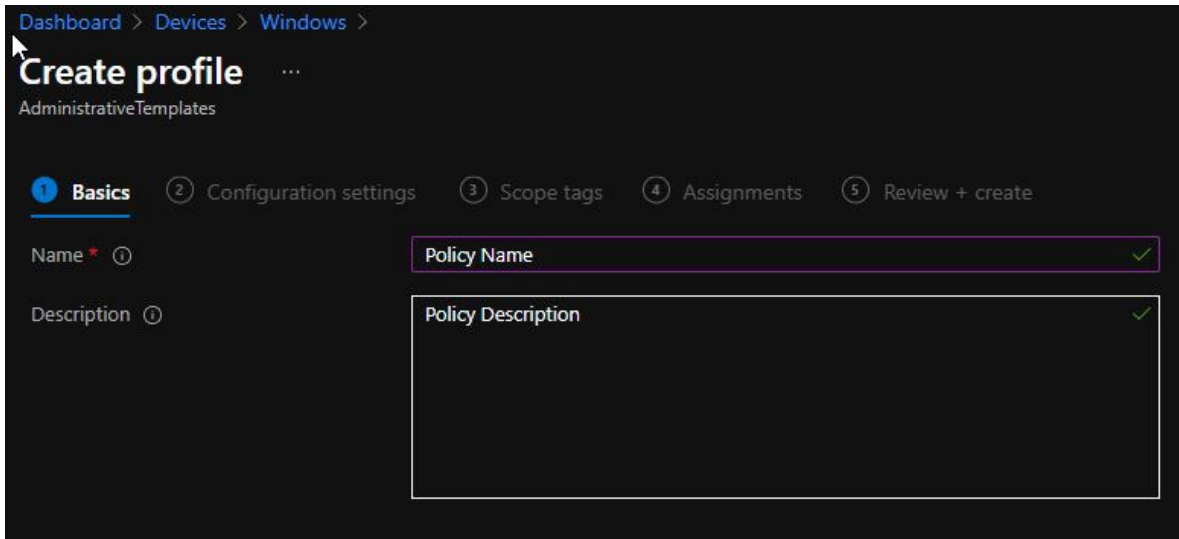 Dashboard > Devices > Windows >
Create profile ...
AdministrativeTemplates
1 Basics 2 Configuration settings 3 Scope tags 4 Assignments 5 Review + create
Name * Policy Name
Description Policy Description